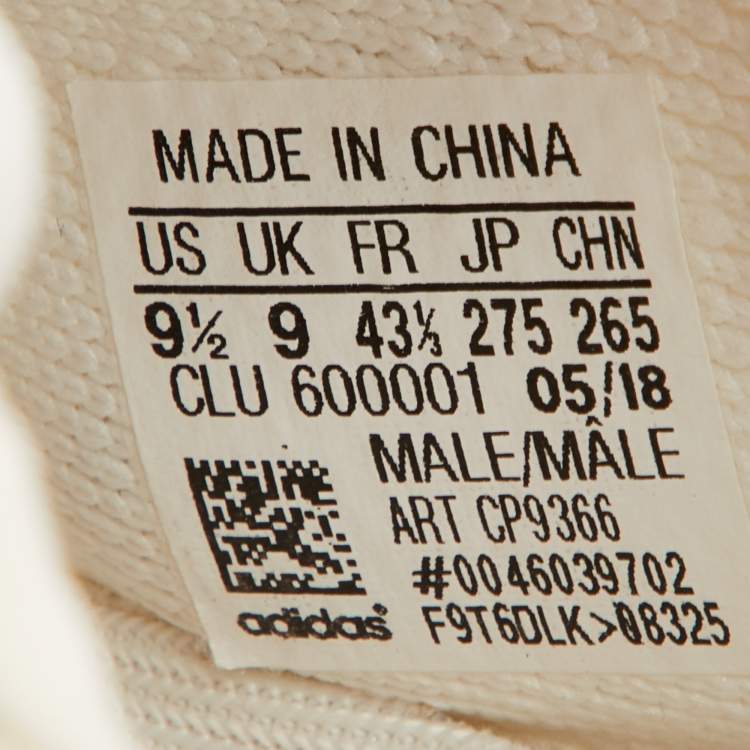 MADE IN CHINA
US UK FR JP CHN
9½ 9 43⅓ 275 265
CLU 600001 05/18
MALE/MÂLE
ART CP9366
#0046039702
adidas® F9T6DLK>08325